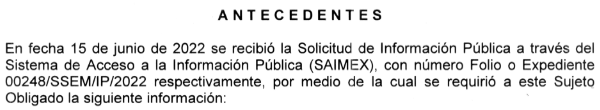 ANTECEDENTES
En fecha 15 de junio de 2022 se recibió la Solicitud de Información Pública a través del
Sistema de Acceso a la Información Pública (SAIMEX), con número Folio o Expediente
00248/SSEM/IP/2022 respectivamente, por medio de la cual se requirió a este Sujeto
Obligado la siguiente información: